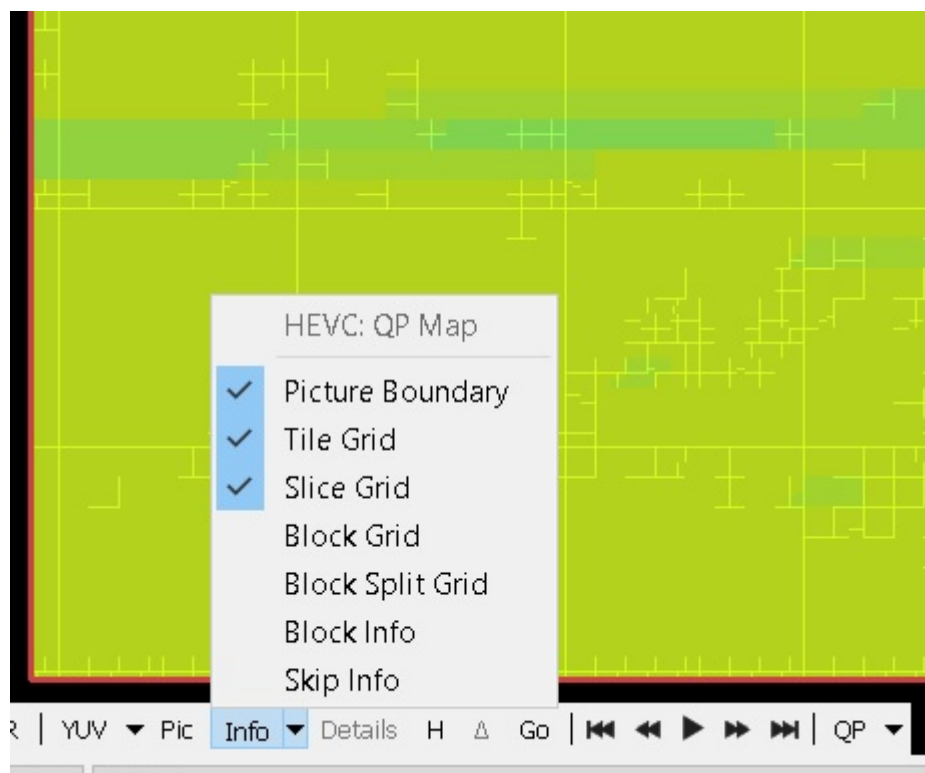 HEVC: QP Map
Picture Boundary
Tile Grid
Slice Grid
Block Grid
Block Split Grid
Block Info
Skip Info
YUV Pic Info Details H Δ Go QP